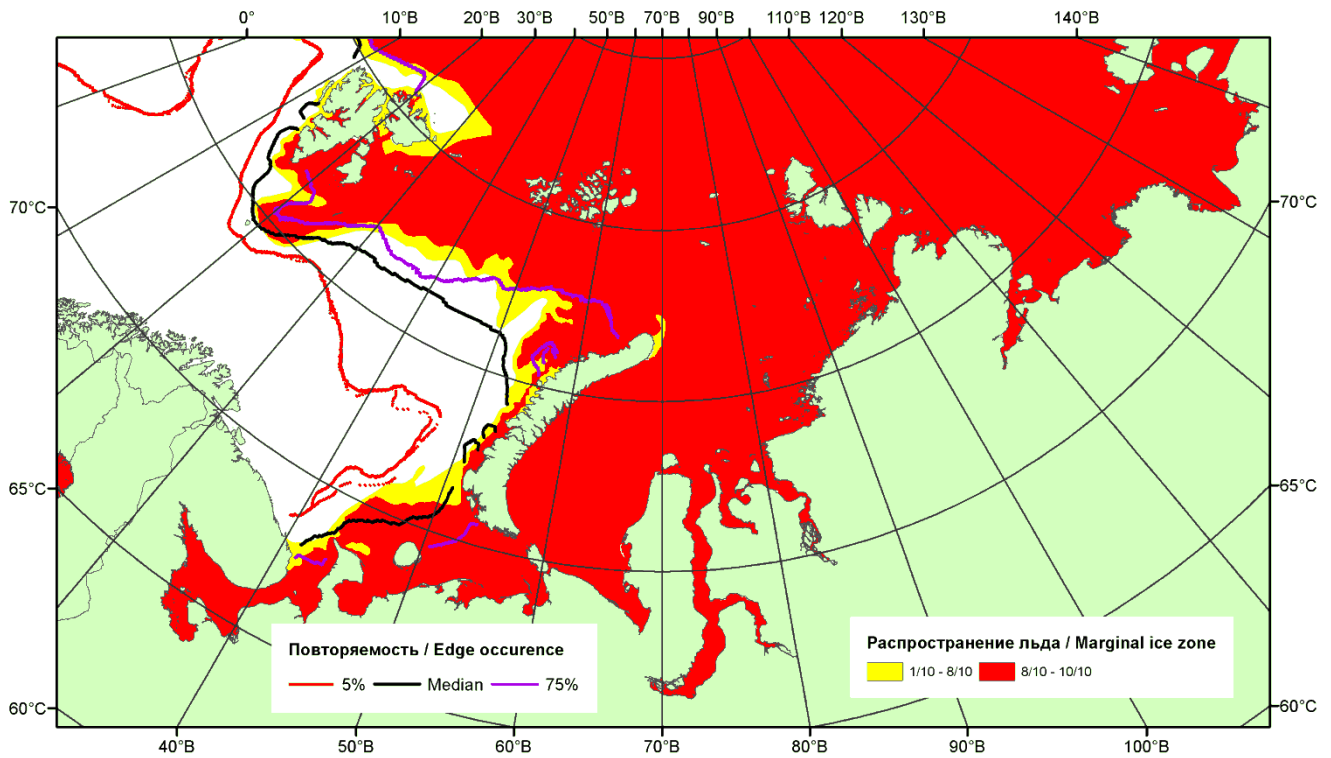 0° 10°В 20°В 30°В 50°В 70°В 90°В 110°В 120°В 130°В 140°В
70°С 70°С
65°С 65°С
Повторяемость / Edge occurence
5% Median 75%
Распространение льда / Marginal ice zone
1/10 - 8/10 8/10 - 10/10
60°С 60°С
40°В 50°В 60°В 70°В 80°В 90°В 100°В